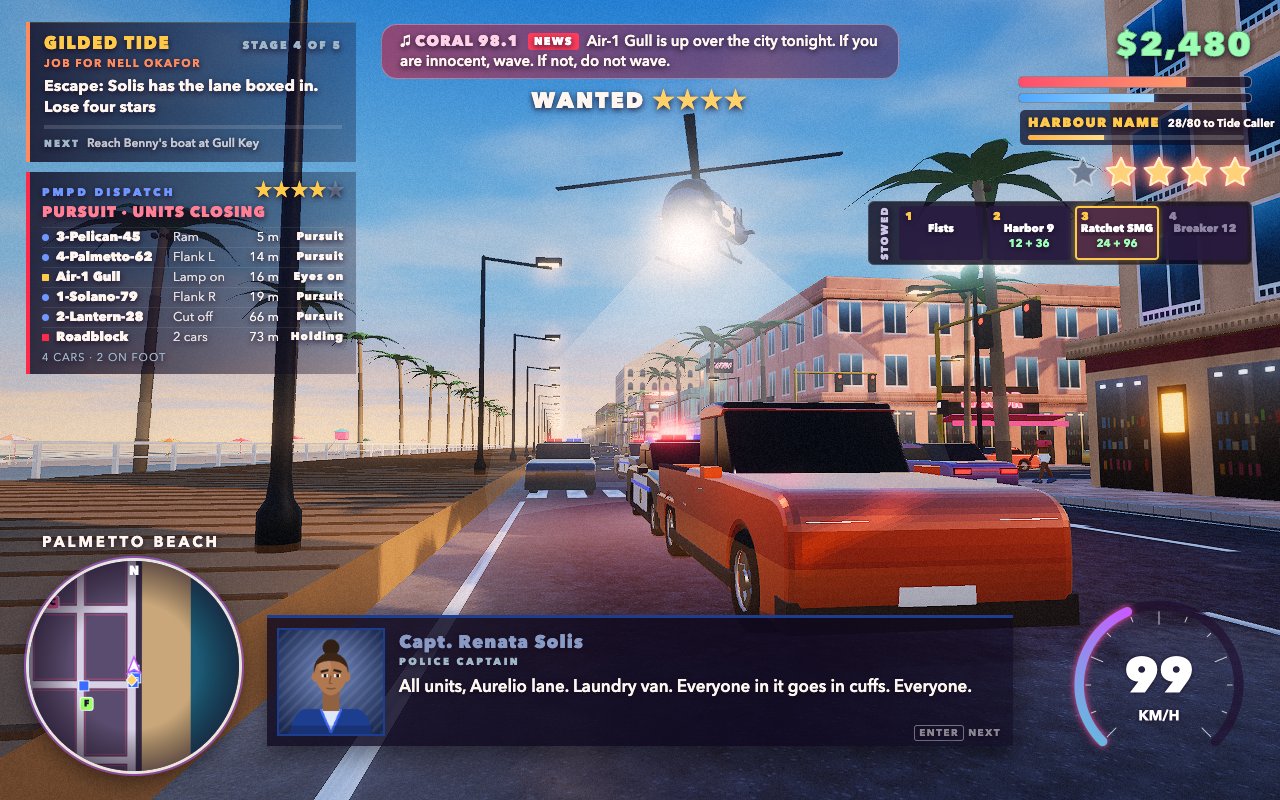 GILDED TIDE STAGE 4 OF 5
JOB FOR NELL OKAFOR
Escape: Solis has the lane boxed in.
Lose four stars
NEXT Reach Benny's boat at Gull Key
PMPD DISPATCH
PURSUIT · UNITS CLOSING
3-Pelican-45 Ram 5 m Pursuit
4-Palmetto-62 Flank L 14 m Pursuit
Air-1 Gull Lamp on 16 m Eyes on
1-Solano-79 Flank R 19 m Pursuit
2-Lantern-28 Cut off 66 m Pursuit
Roadblock 2 cars 73 m Holding
4 CARS · 2 ON FOOT
CORAL 98.1 NEWS Air-1 Gull is up over the city tonight. If you
are innocent, wave. If not, do not wave.
WANTED
$2,480
HARBOUR NAME 28/80 to Tide Caller
STOWED
1 Fists
2 Harbor 9 12 + 36
3 Ratchet SMG 24 + 96
4 Breaker 12
PALMETTO BEACH
N
F
Capt. Renata Solis
POLICE CAPTAIN
All units, Aurelio lane. Laundry van. Everyone in it goes in cuffs. Everyone.
ENTER NEXT
99
KM/H